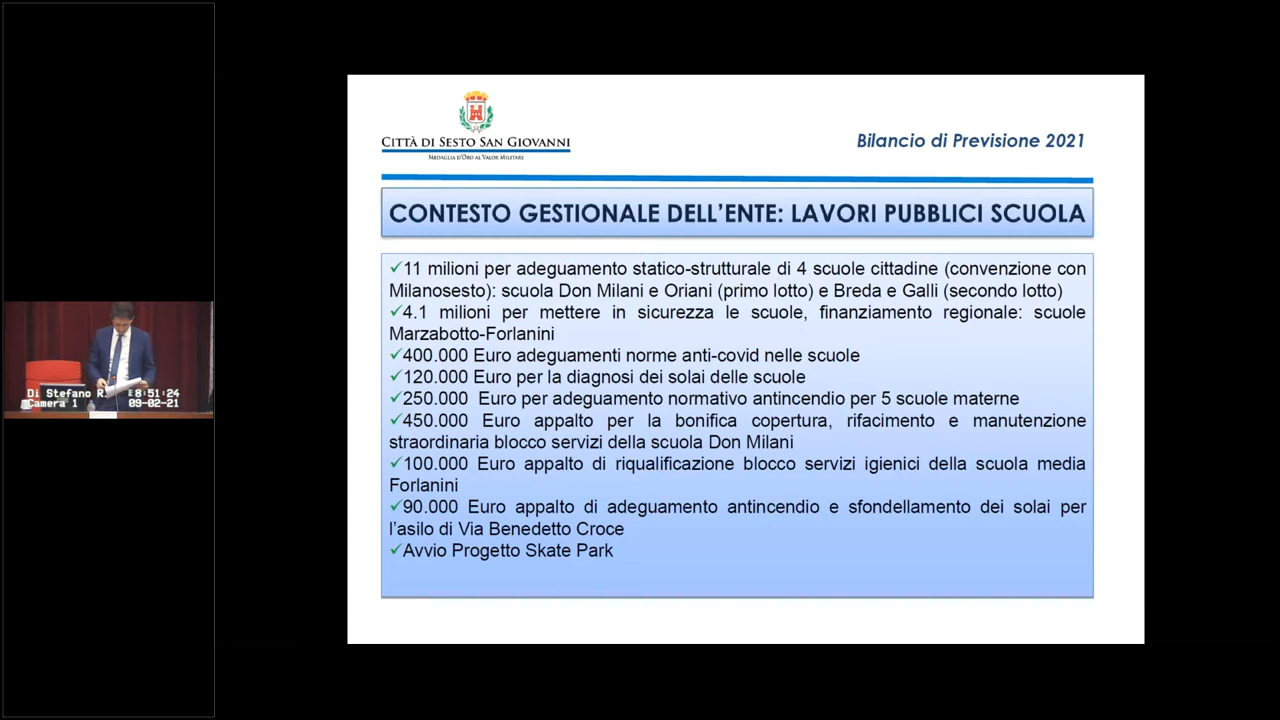 CITTÀ DI SESTO SAN GIOVANNI
MEDAGLIA D'ORO AL VALOR MILITARE
Bilancio di Previsione 2021
CONTESTO GESTIONALE DELL'ENTE: LAVORI PUBBLICI SCUOLA
✓11 milioni per adeguamento statico-strutturale di 4 scuole cittadine (convenzione con
Milanosesto): scuola Don Milani e Oriani (primo lotto) e Breda e Galli (secondo lotto)
✓4.1 milioni per mettere in sicurezza le scuole, finanziamento regionale: scuole
Marzabotto-Forlanini
✓400.000 Euro adeguamenti norme anti-covid nelle scuole
✓120.000 Euro per la diagnosi dei solai delle scuole
✓250.000 Euro per adeguamento normativo antincendio per 5 scuole materne
✓450.000 Euro appalto per la bonifica copertura, rifacimento e manutenzione
straordinaria blocco servizi della scuola Don Milani
✓100.000 Euro appalto di riqualificazione blocco servizi igienici della scuola media
Forlanini
✓90.000 Euro appalto di adeguamento antincendio e sfondellamento dei solai per
l'asilo di Via Benedetto Croce
✓Avvio Progetto Skate Park
Di Stefano R. 8:51:24
Camera 1 09-02-21